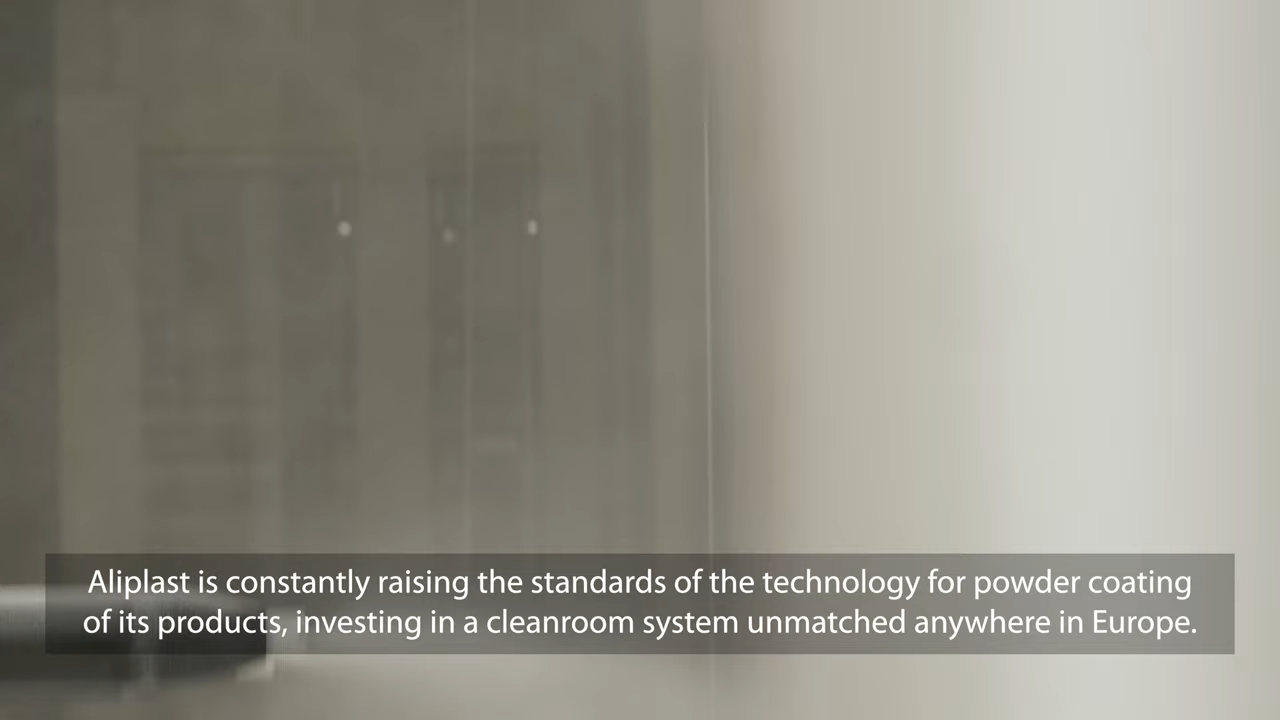 Aliplast is constantly raising the standards of the technology for powder coating
of its products, investing in a cleanroom system unmatched anywhere in Europe.